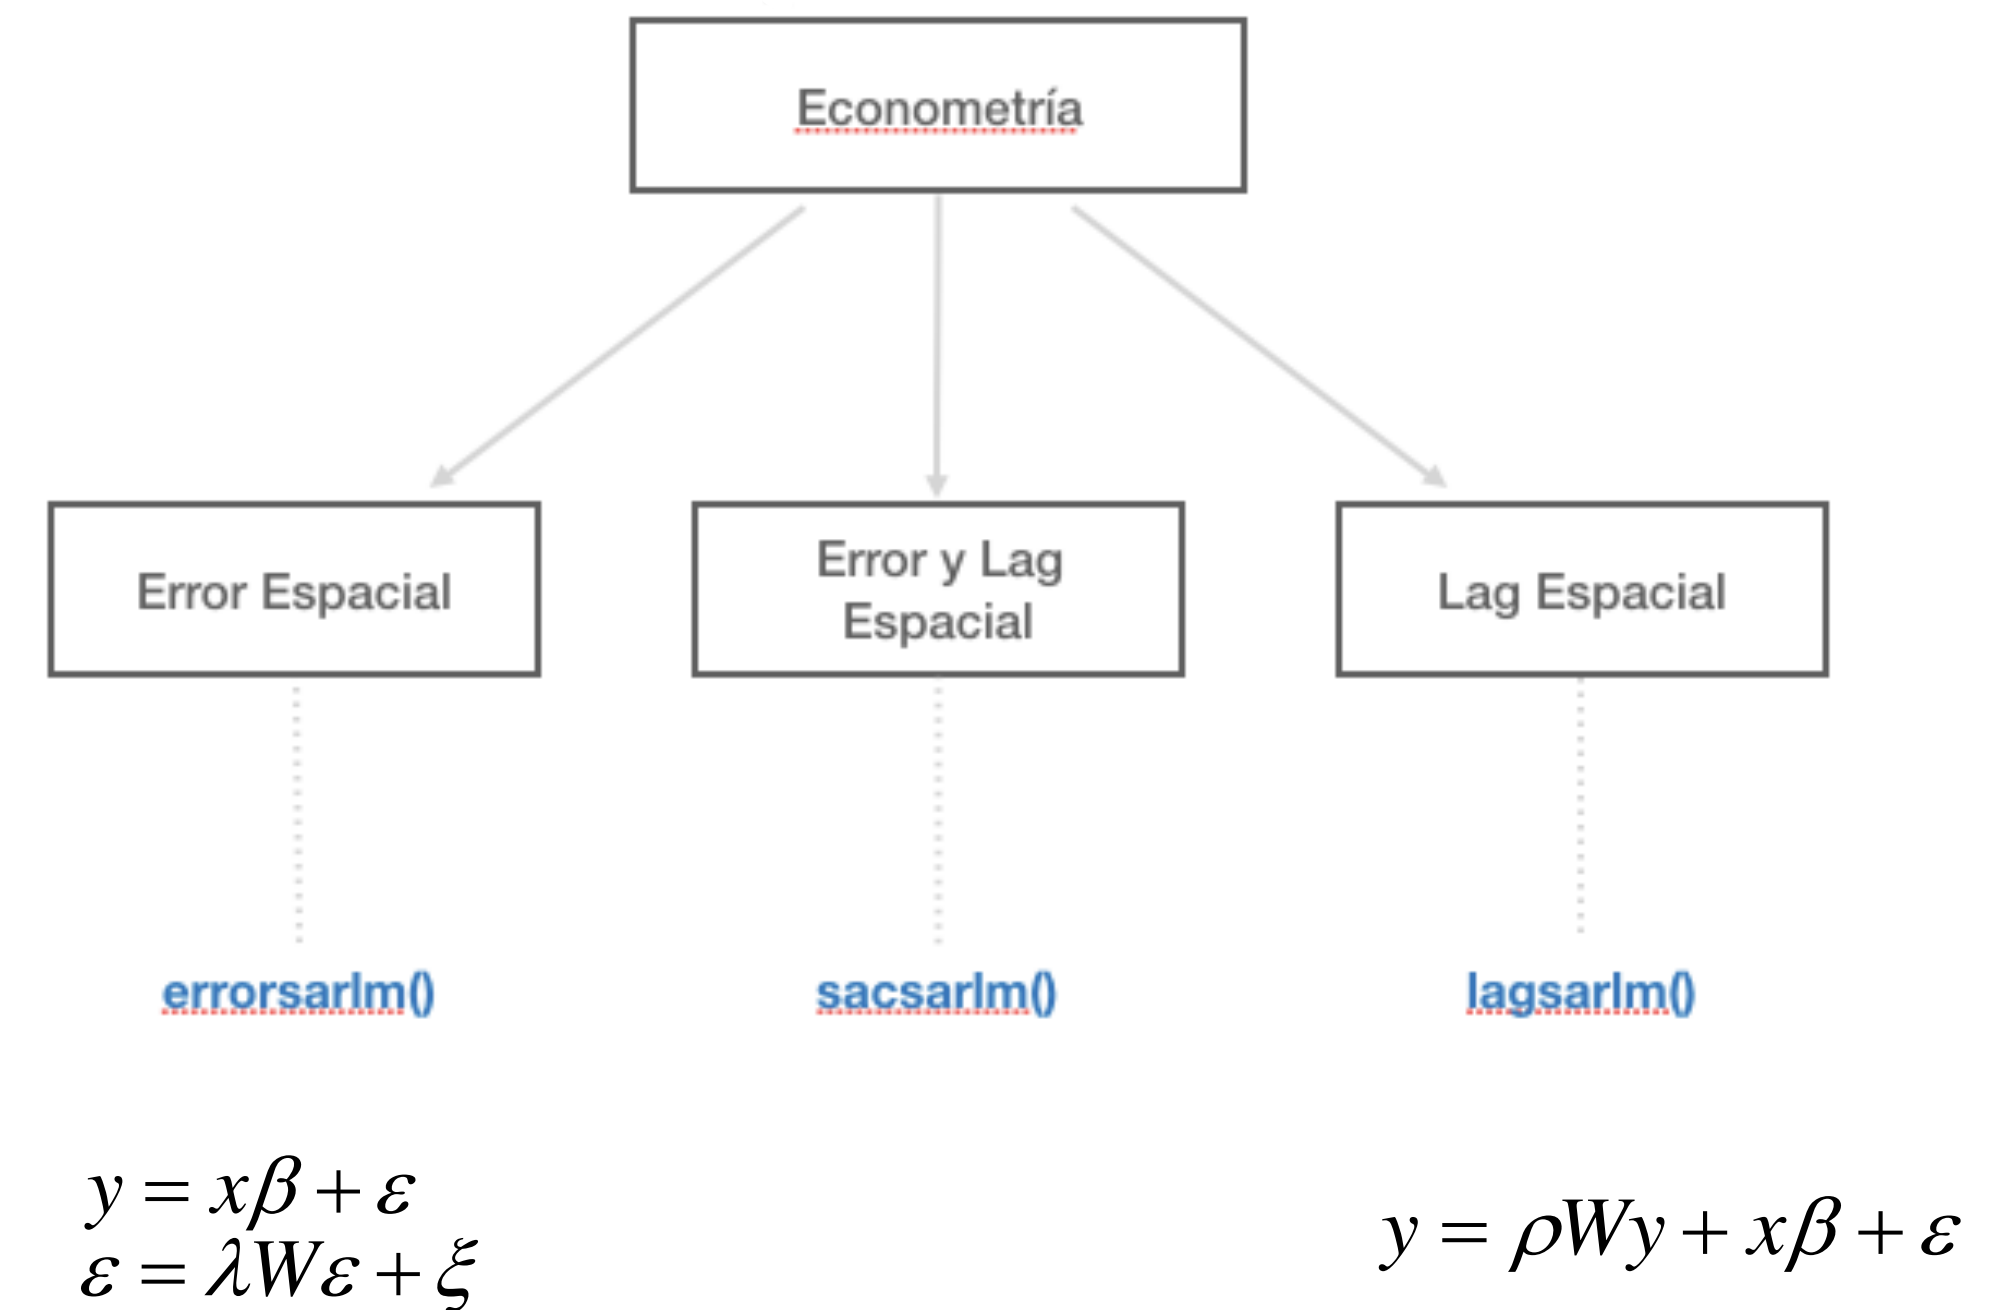 Econometría
Error Espacial
Error y Lag
Espacial
Lag Espacial
errorsarlm()
sacsarlm()
lagsarlm()
y = xβ + ε
ε = λWε + ξ
y = ρWy + xβ + ε